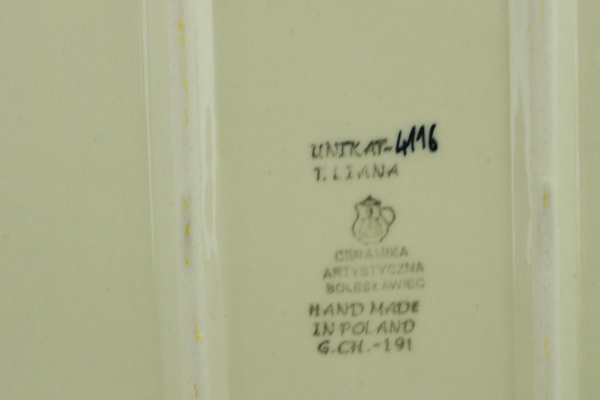 UNIKAT-4116
T. LIANA
CERAMIKA
ARTYSTYCZNA
BOLESŁAWIEC
HAND MADE
IN POLAND
G.CH.-191